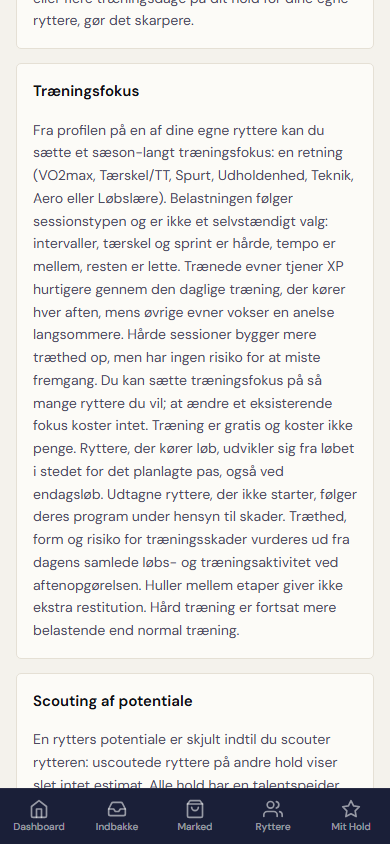 eller flere træningsdage på dit hold for dine egne
ryttere, gør det skarpere.
Træningsfokus
Fra profilen på en af dine egne ryttere kan du
sætte et sæson-langt træningsfokus: en retning
(VO2max, Tærskel/TT, Spurt, Udholdenhed, Teknik,
Aero eller Løbslære). Belastningen følger
sessionstypen og er ikke et selvstændigt valg:
intervaller, tærskel og sprint er hårde, tempo er
mellem, resten er lette. Trænede evner tjener XP
hurtigere gennem den daglige træning, der kører
hver aften, mens øvrige evner vokser en anelse
langsommere. Hårde sessioner bygger mere
træthed op, men har ingen risiko for at miste
fremgang. Du kan sætte træningsfokus på så
mange ryttere du vil; at ændre et eksisterende
fokus koster intet. Træning er gratis og koster ikke
penge. Ryttere, der kører løb, udvikler sig fra løbet
i stedet for det planlagte pas, også ved
endagsløb. Udtagne ryttere, der ikke starter, følger
deres program under hensyn til skader. Træthed,
form og risiko for træningsskader vurderes ud fra
dagens samlede løbs- og træningsaktivitet ved
aftenopgørelsen. Huller mellem etaper giver ikke
ekstra restitution. Hård træning er fortsat mere
belastende end normal træning.
Scouting af potentiale
En rytters potentiale er skjult indtil du scouter
rytteren: uscoutede ryttere på andre hold viser
slet intet estimat. Alle hold har en talentspejder
Dashboard
Indbakke
Marked
Ryttere
Mit Hold